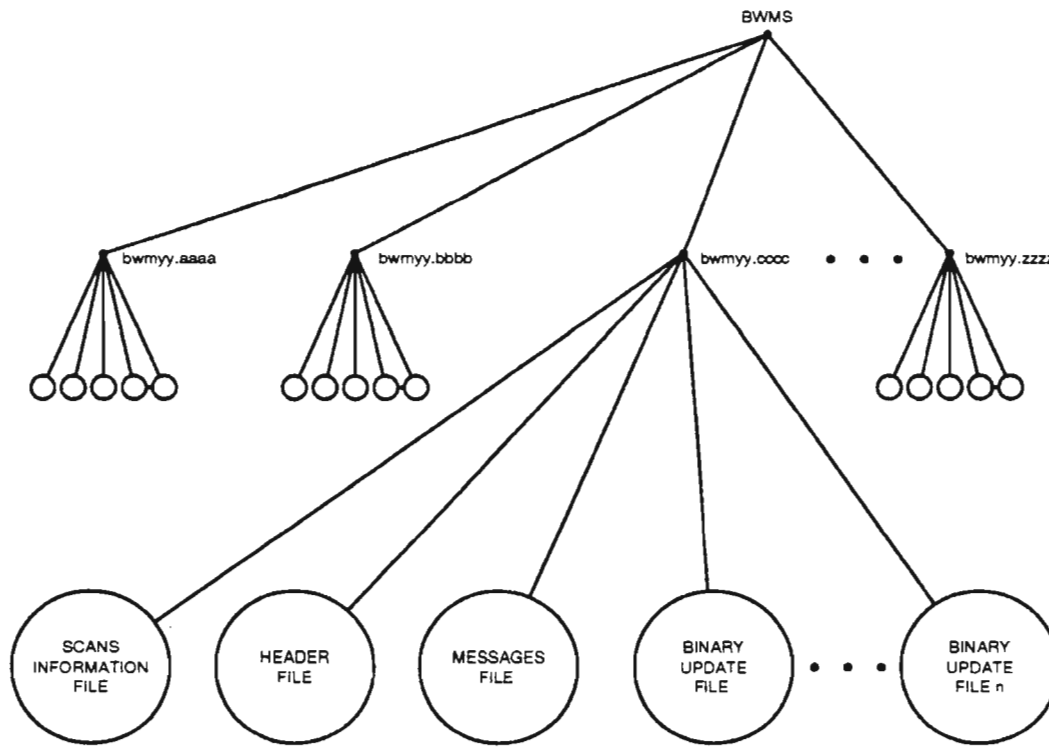 BWMS
bwmyy.aaaa
bwmyy.bbbb
bwmyy.cccc
bwmyy.zzzz
SCANS
INFORMATION
FILE
HEADER
FILE
MESSAGES
FILE
BINARY
UPDATE
FILE
BINARY
UPDATE
FILE n